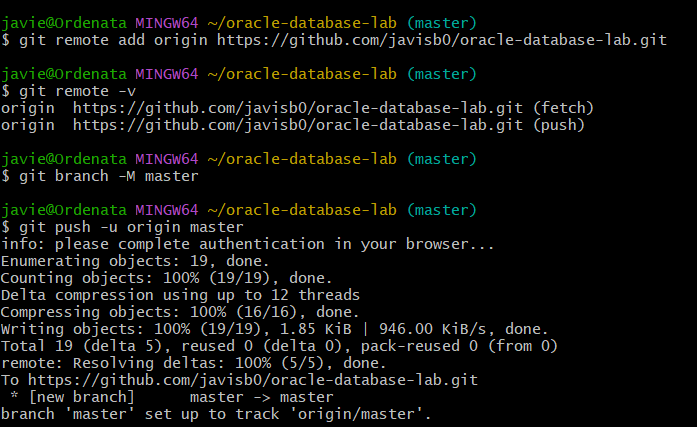 javie@Ordenata MINGW64 ~/oracle-database-lab (master)
$ git remote add origin https://github.com/javisb0/oracle-database-lab.git
javie@Ordenata MINGW64 ~/oracle-database-lab (master)
$ git remote -v
origin  https://github.com/javisb0/oracle-database-lab.git (fetch)
origin  https://github.com/javisb0/oracle-database-lab.git (push)
javie@Ordenata MINGW64 ~/oracle-database-lab (master)
$ git branch -M master
javie@Ordenata MINGW64 ~/oracle-database-lab (master)
$ git push -u origin master
info: please complete authentication in your browser...
Enumerating objects: 19, done.
Counting objects: 100% (19/19), done.
Delta compression using up to 12 threads
Compressing objects: 100% (16/16), done.
Writing objects: 100% (19/19), 1.85 KiB | 946.00 KiB/s, done.
Total 19 (delta 5), reused 0 (delta 0), pack-reused 0 (from 0)
remote: Resolving deltas: 100% (5/5), done.
To https://github.com/javisb0/oracle-database-lab.git
 * [new branch]      master -> master
branch 'master' set up to track 'origin/master'.